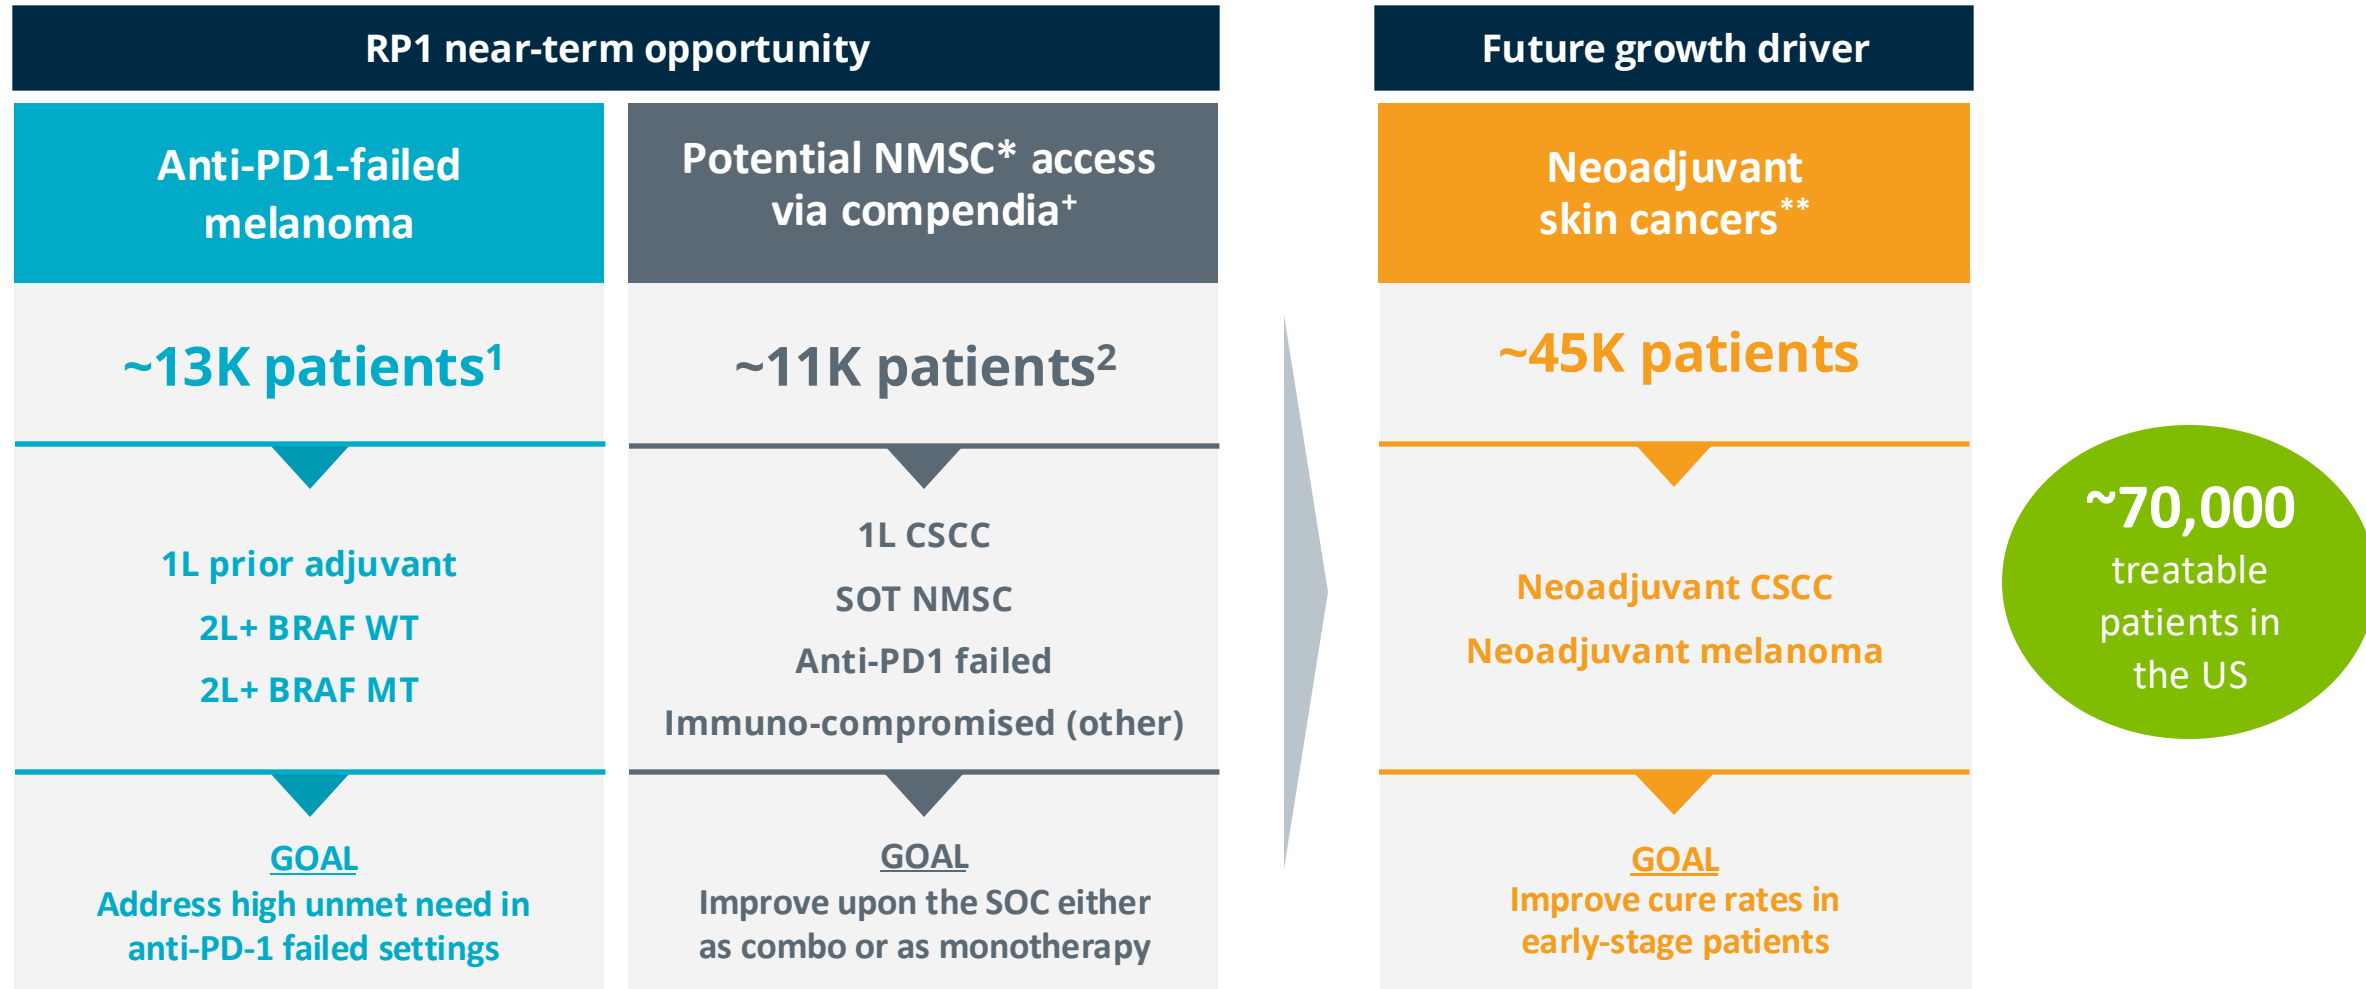 RP1 near-term opportunity
Anti-PD1-failed
melanoma
~13K patients¹
1L prior adjuvant
2L+ BRAF WT
2L+ BRAF MT
GOAL
Address high unmet need in
anti-PD-1 failed settings
Potential NMSC* access
via compendia⁺
~11K patients²
1L CSCC
SOT NMSC
Anti-PD1 failed
Immuno-compromised (other)
GOAL
Improve upon the SOC either
as combo or as monotherapy
Future growth driver
Neoadjuvant
skin cancers**
~45K patients
Neoadjuvant CSCC
Neoadjuvant melanoma
GOAL
Improve cure rates in
early-stage patients
~70,000
treatable
patients in
the US